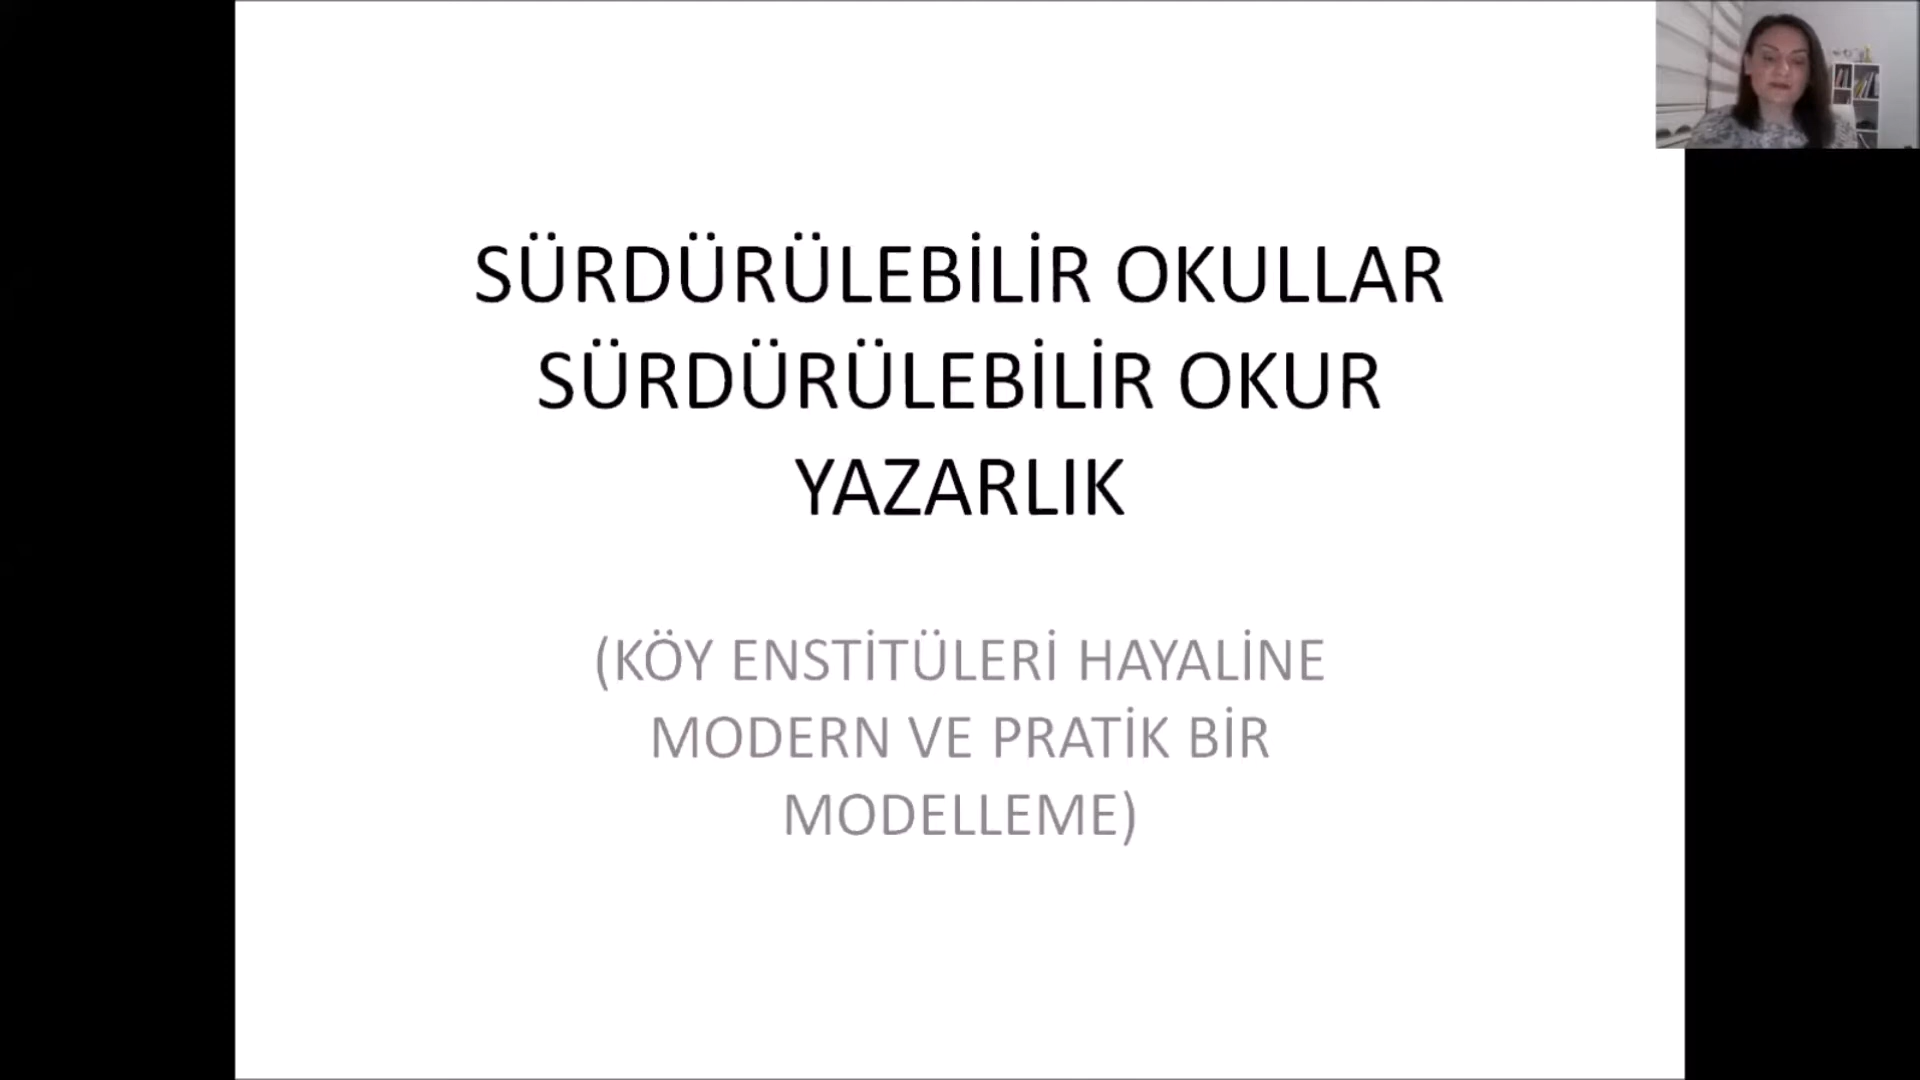 SÜRDÜRÜLEBİLİR OKULLAR
SÜRDÜRÜLEBİLİR OKUR
YAZARLIK
(KÖY ENSTİTÜLERİ HAYALİNE
MODERN VE PRATİK BİR
MODELLEME)